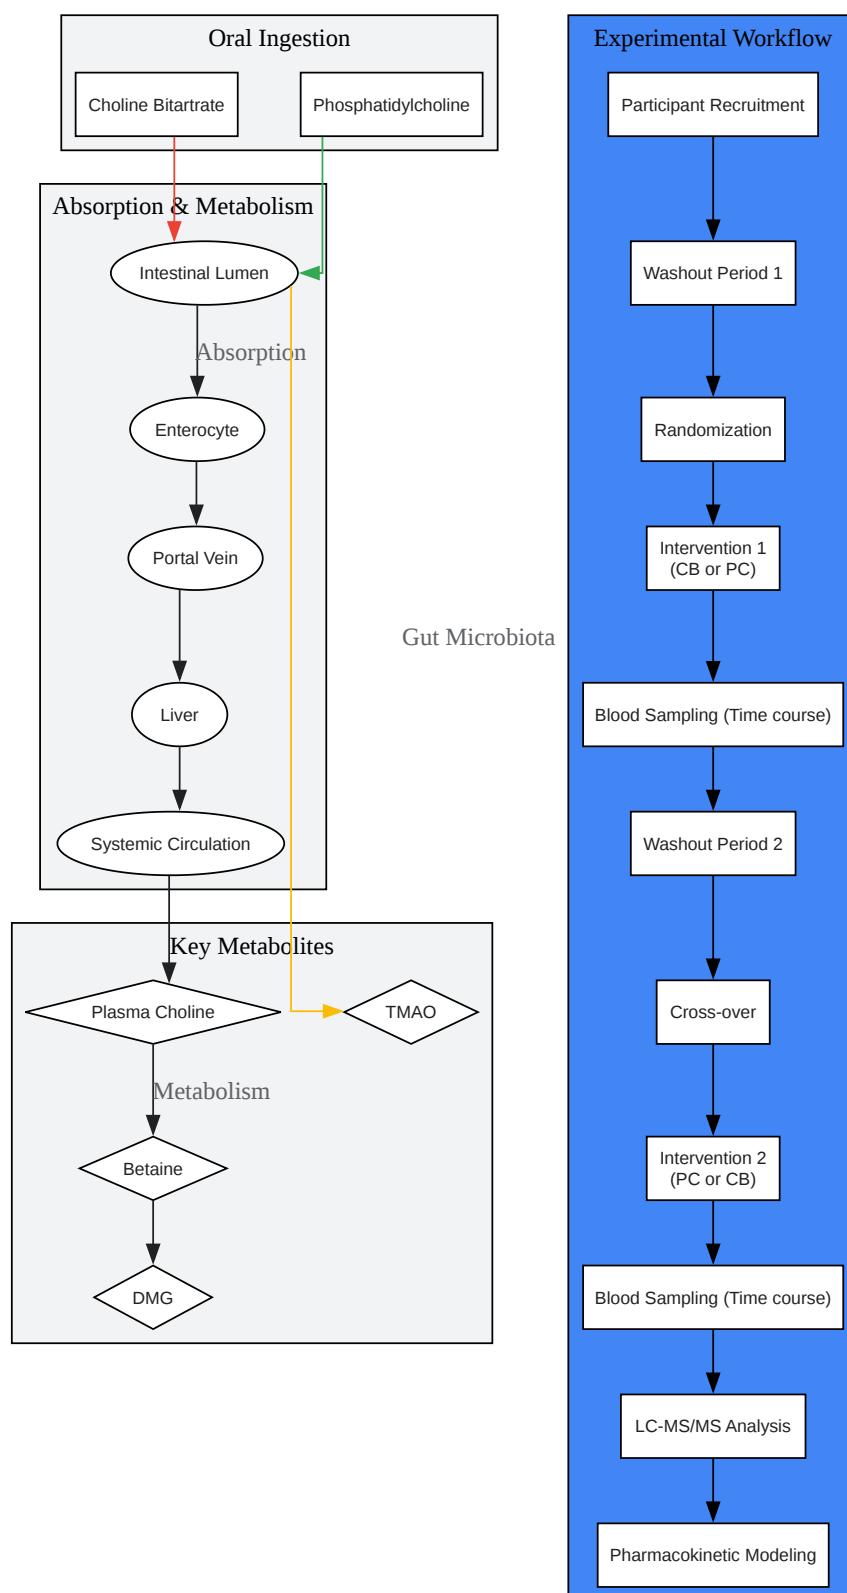 Oral Ingestion
Choline Bitartrate
Phosphatidylcholine
Absorption & Metabolism
Intestinal Lumen
Absorption
Enterocyte
Portal Vein
Gut Microbiota
Liver
Systemic Circulation
Key Metabolites
Plasma Choline
TMAO
Metabolism
Betaine
DMG
Experimental Workflow
Participant Recruitment
Washout Period 1
Randomization
Intervention 1
(CB or PC)
Blood Sampling (Time course)
Washout Period 2
Cross-over
Intervention 2
(PC or CB)
Blood Sampling (Time course)
LC-MS/MS Analysis
Pharmacokinetic Modeling